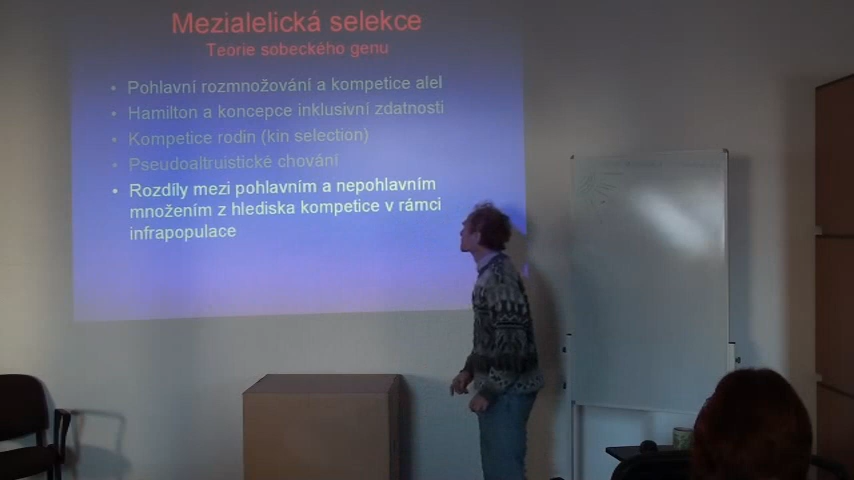 Mezialelická selekce
Teorie sobeckého genu
• Pohlavní rozmnožování a kompetice alel
• Hamilton a koncepce inklusivní zdatnosti
• Kompetice rodin (kin selection)
• Pseudoaltruistické chování
• Rozdíly mezi pohlavním a nepohlavním
množením z hlediska kompetice v rámci
infrapopulace